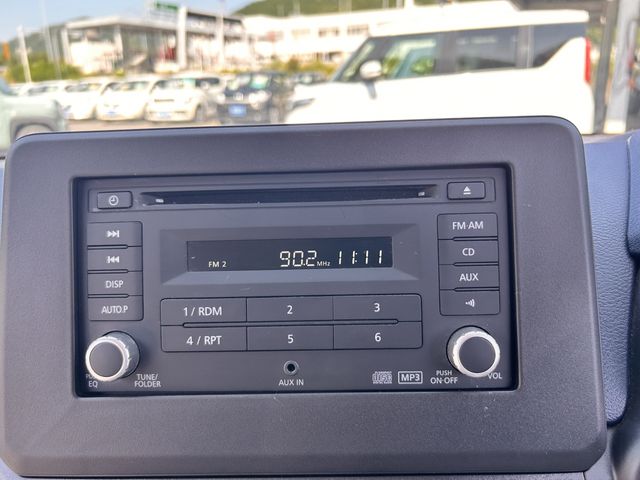 FM·AM
DISP
CD
AUTO.P
AUX
FM 2 90.2 MHz 11:11
1 / RDM 2 3
4 / RPT 5 6
EQ
TUNE/
FOLDER
AUX IN
MP3
PUSH
ON·OFF
VOL